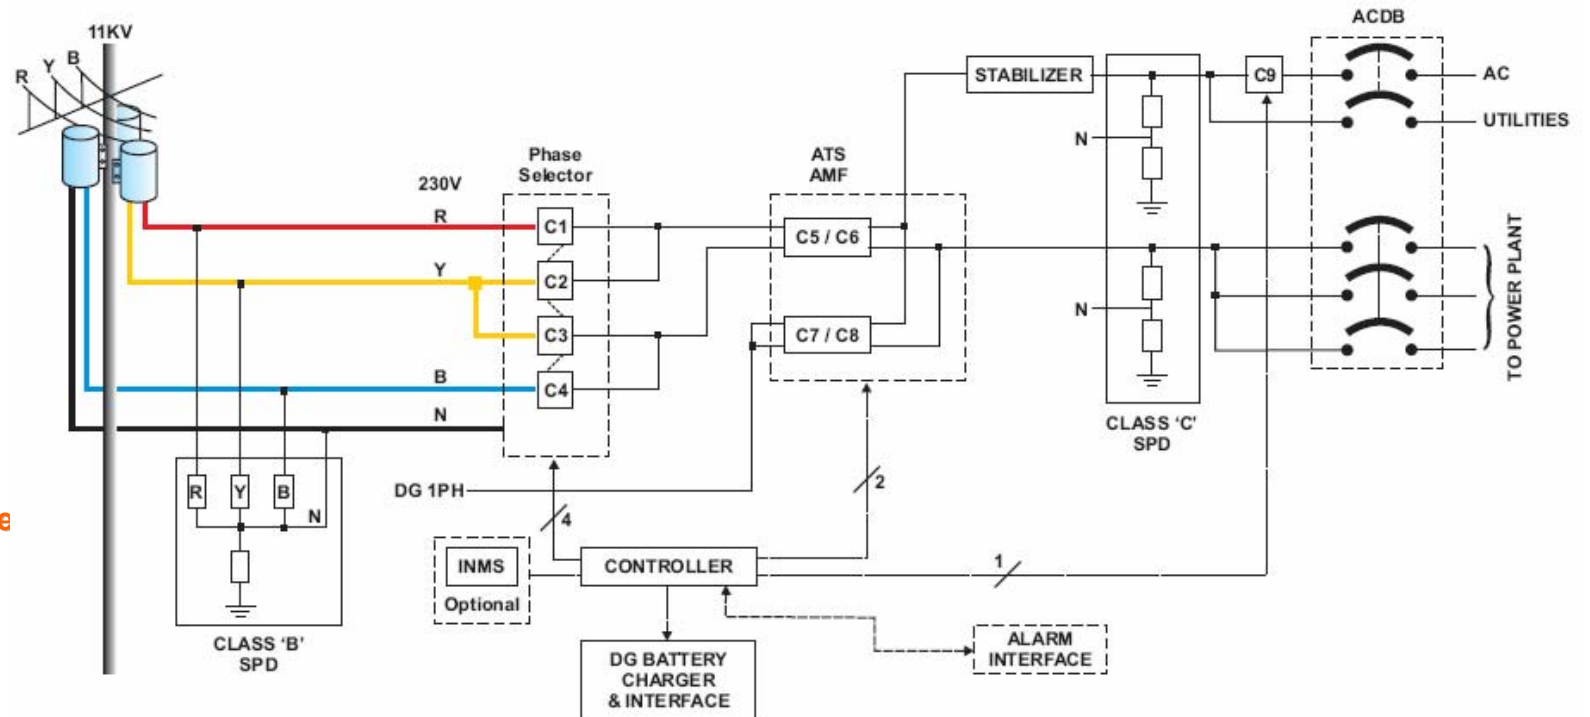 11KV
R
Y
B
230V
R
Y
B
N
Phase
Selector
C1
C2
C3
C4
ATS
AMF
C5 / C6
C7 / C8
STABILIZER
N
N
CLASS ‘C’
SPD
C9
ACDB
AC
UTILITIES
TO POWER PLANT
R
Y
B
N
CLASS ‘B’
SPD
DG 1PH
4
2
1
INMS
Optional
CONTROLLER
DG BATTERY
CHARGER
& INTERFACE
ALARM
INTERFACE
e